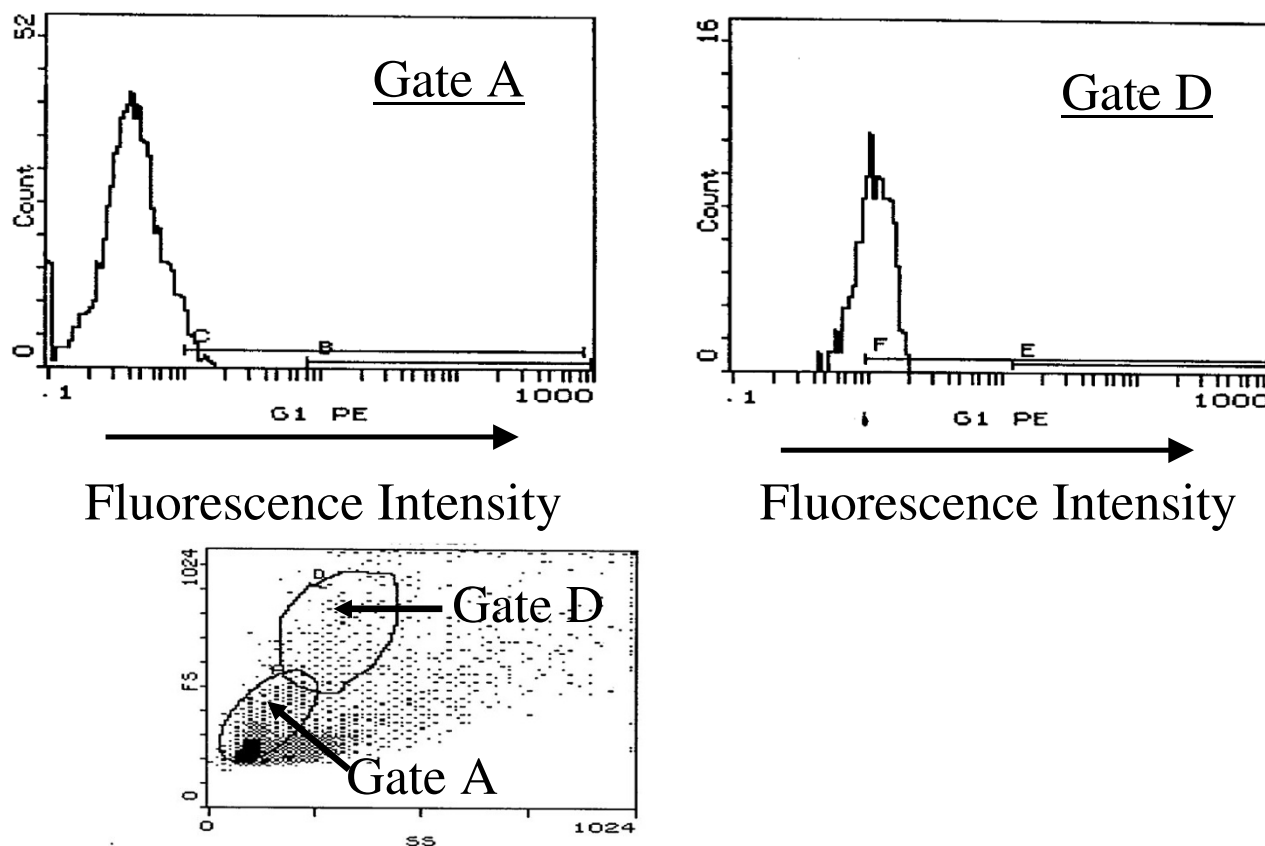 52
Count
0
Gate A
C
B
.1
1000
G1 PE
Fluorescence Intensity
16
Count
0
Gate D
F
E
.1
1000
G1 PE
Fluorescence Intensity
1024
FS
0
D
Gate D
Gate A
0
1024
SS